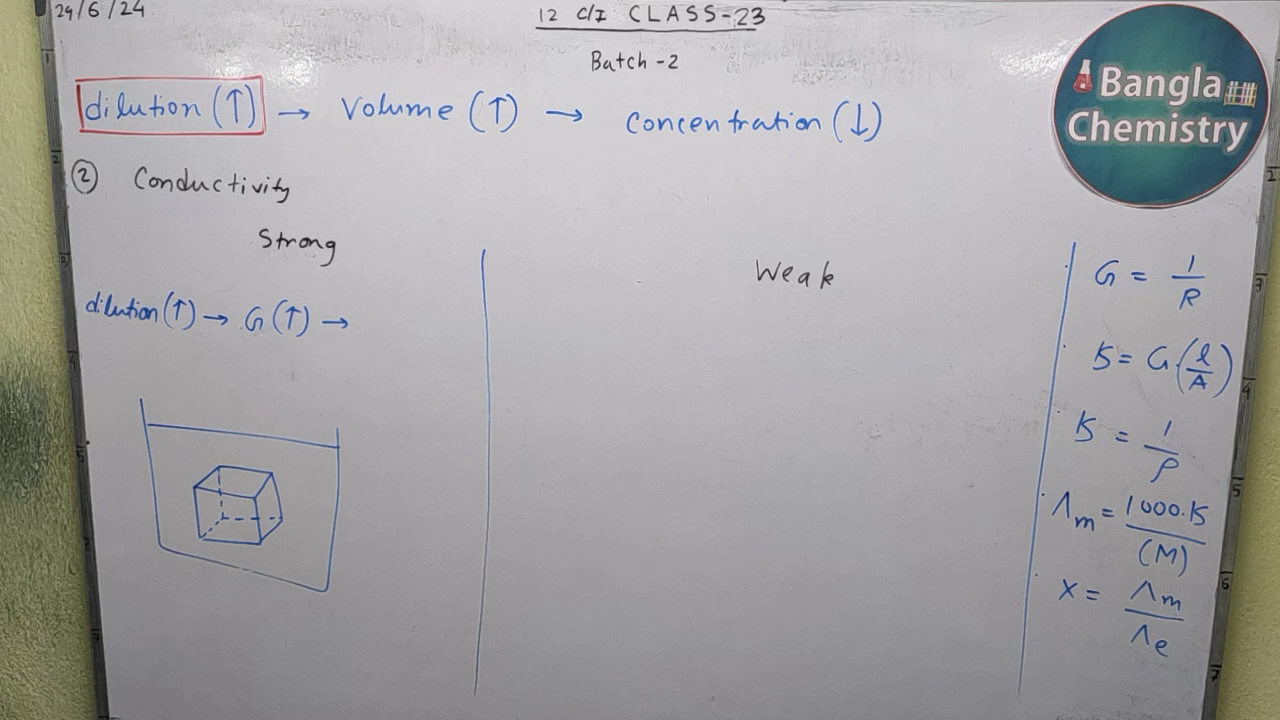 24/6/24
12 C/I CLASS-23
Batch-2
Bangla
Chemistry
dilution (↑) → Volume (↑) → Concentration (↓)
② Conductivity
Strong
Weak
dilution (↑) → G (↑) →
G = 1/R
K = G.(l/A)
K = 1/ρ
Λm = 1000.K/(M)
x = Λm/Λe